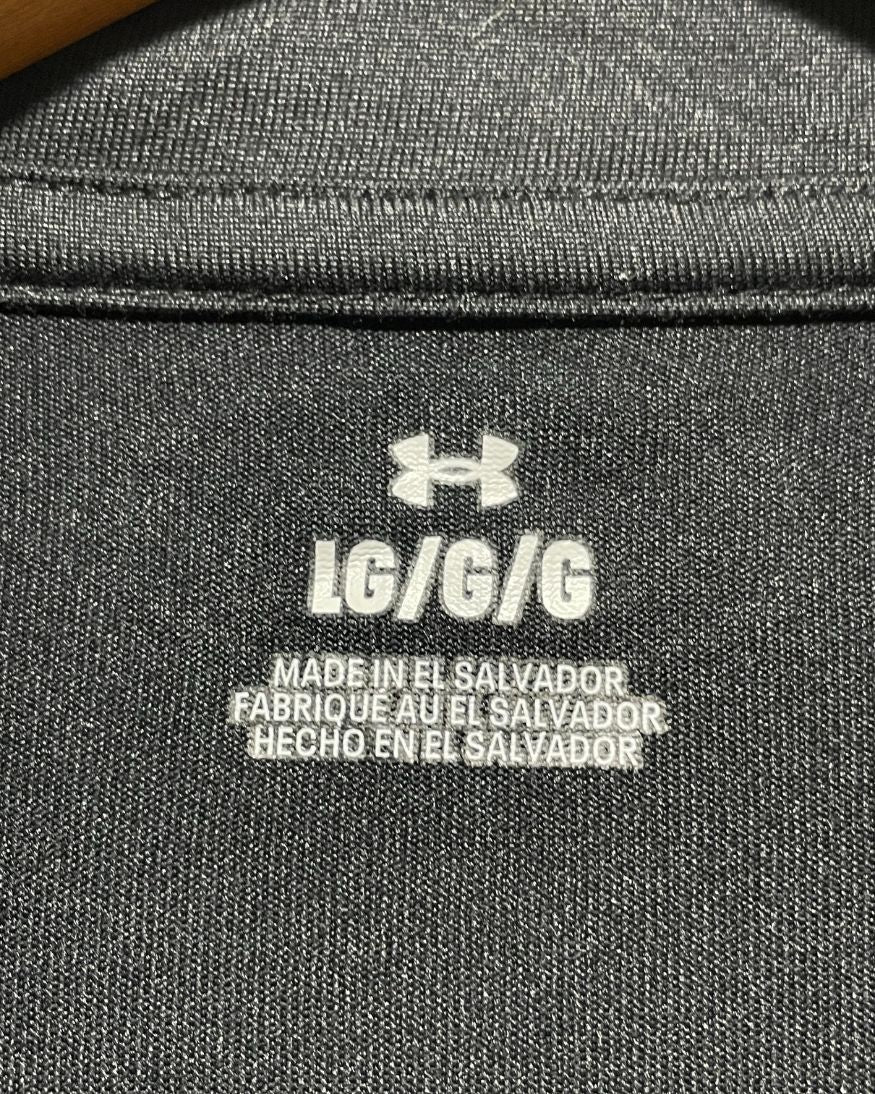 LG/G/G
MADE IN EL SALVADOR
FABRIQUÉ AU EL SALVADOR
HECHO EN EL SALVADOR